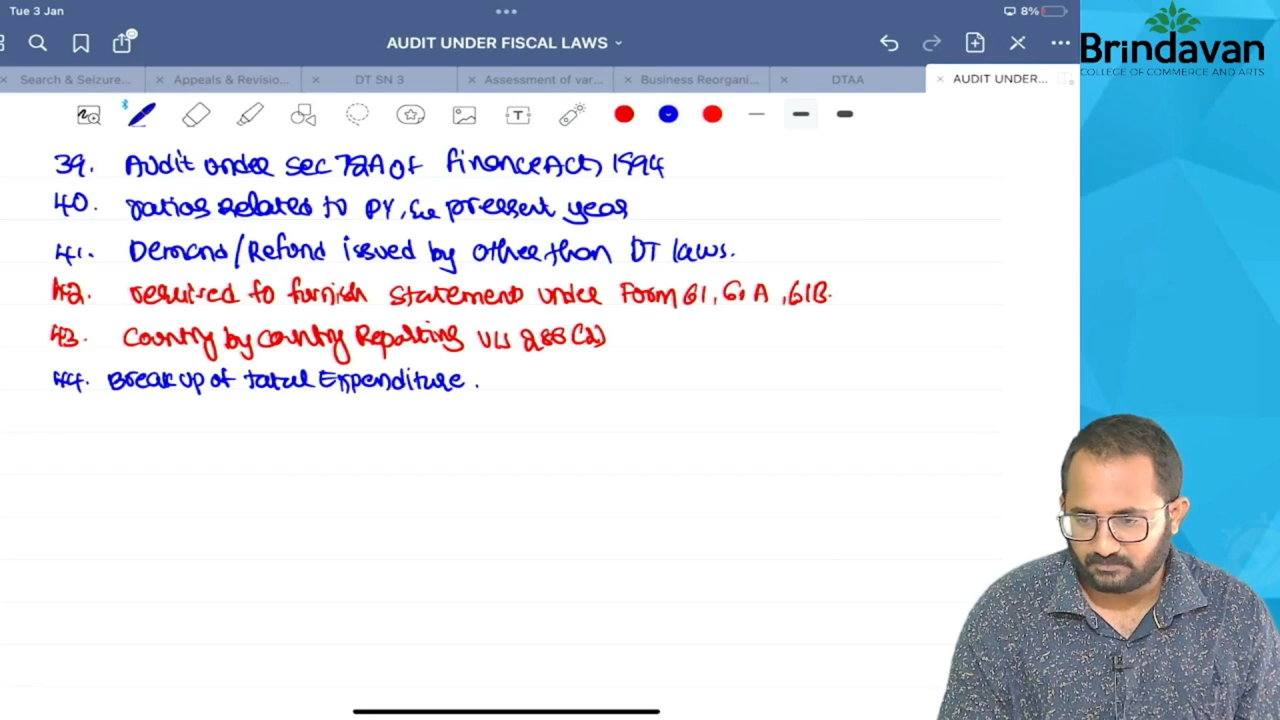 Tue 3 Jan
8%
AUDIT UNDER FISCAL LAWS
Brindavan
COLLEGE OF COMMERCE AND ARTS
Search & Seizure...
Appeals & Revisio...
DT SN 3
Assessment of var...
Business Reorgani...
DTAA
AUDIT UNDER...
39. Audit under sec 72A of finance Act, 1994
40. ratios related to PY, & present year
41. Demand/Refund issued by other than DT laws.
42. required to furnish statement under Form 61, 61A, 61B.
43. Country by country Reporting U/s 286(2)
44. Break up of total Expenditure.